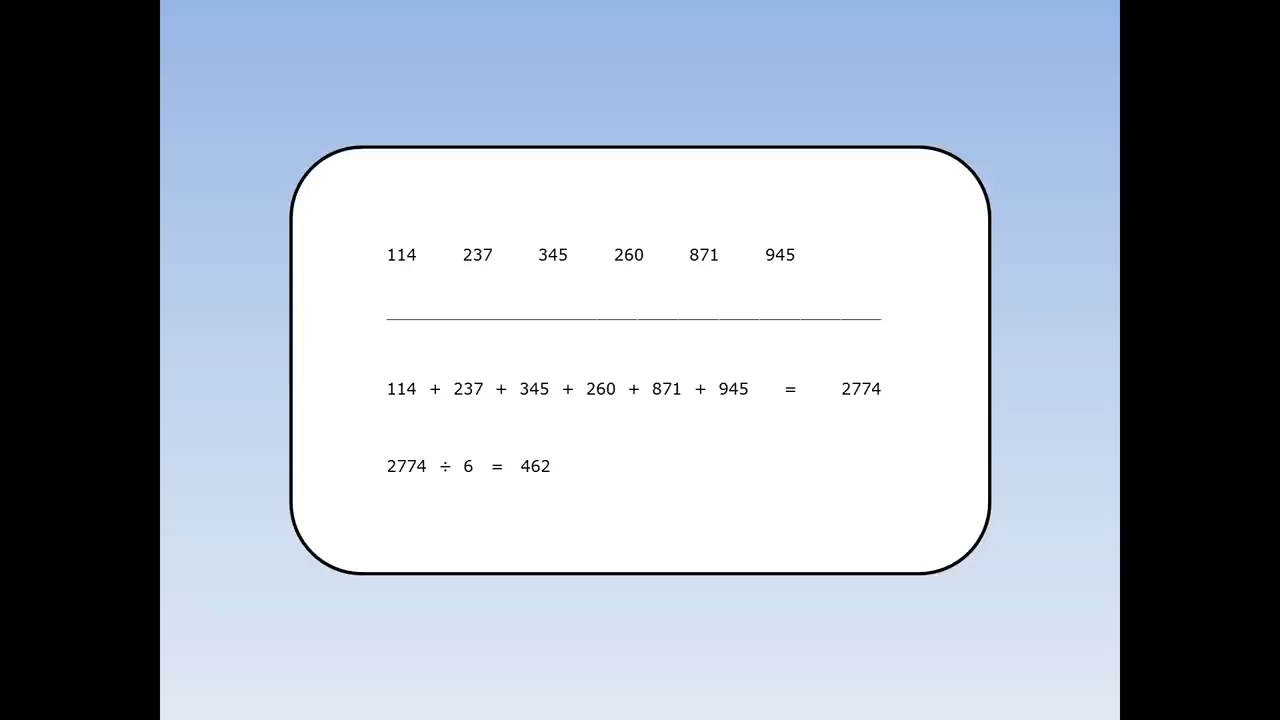 114 237 345 260 871 945
114 + 237 + 345 + 260 + 871 + 945 = 2774
2774 ÷ 6 = 462